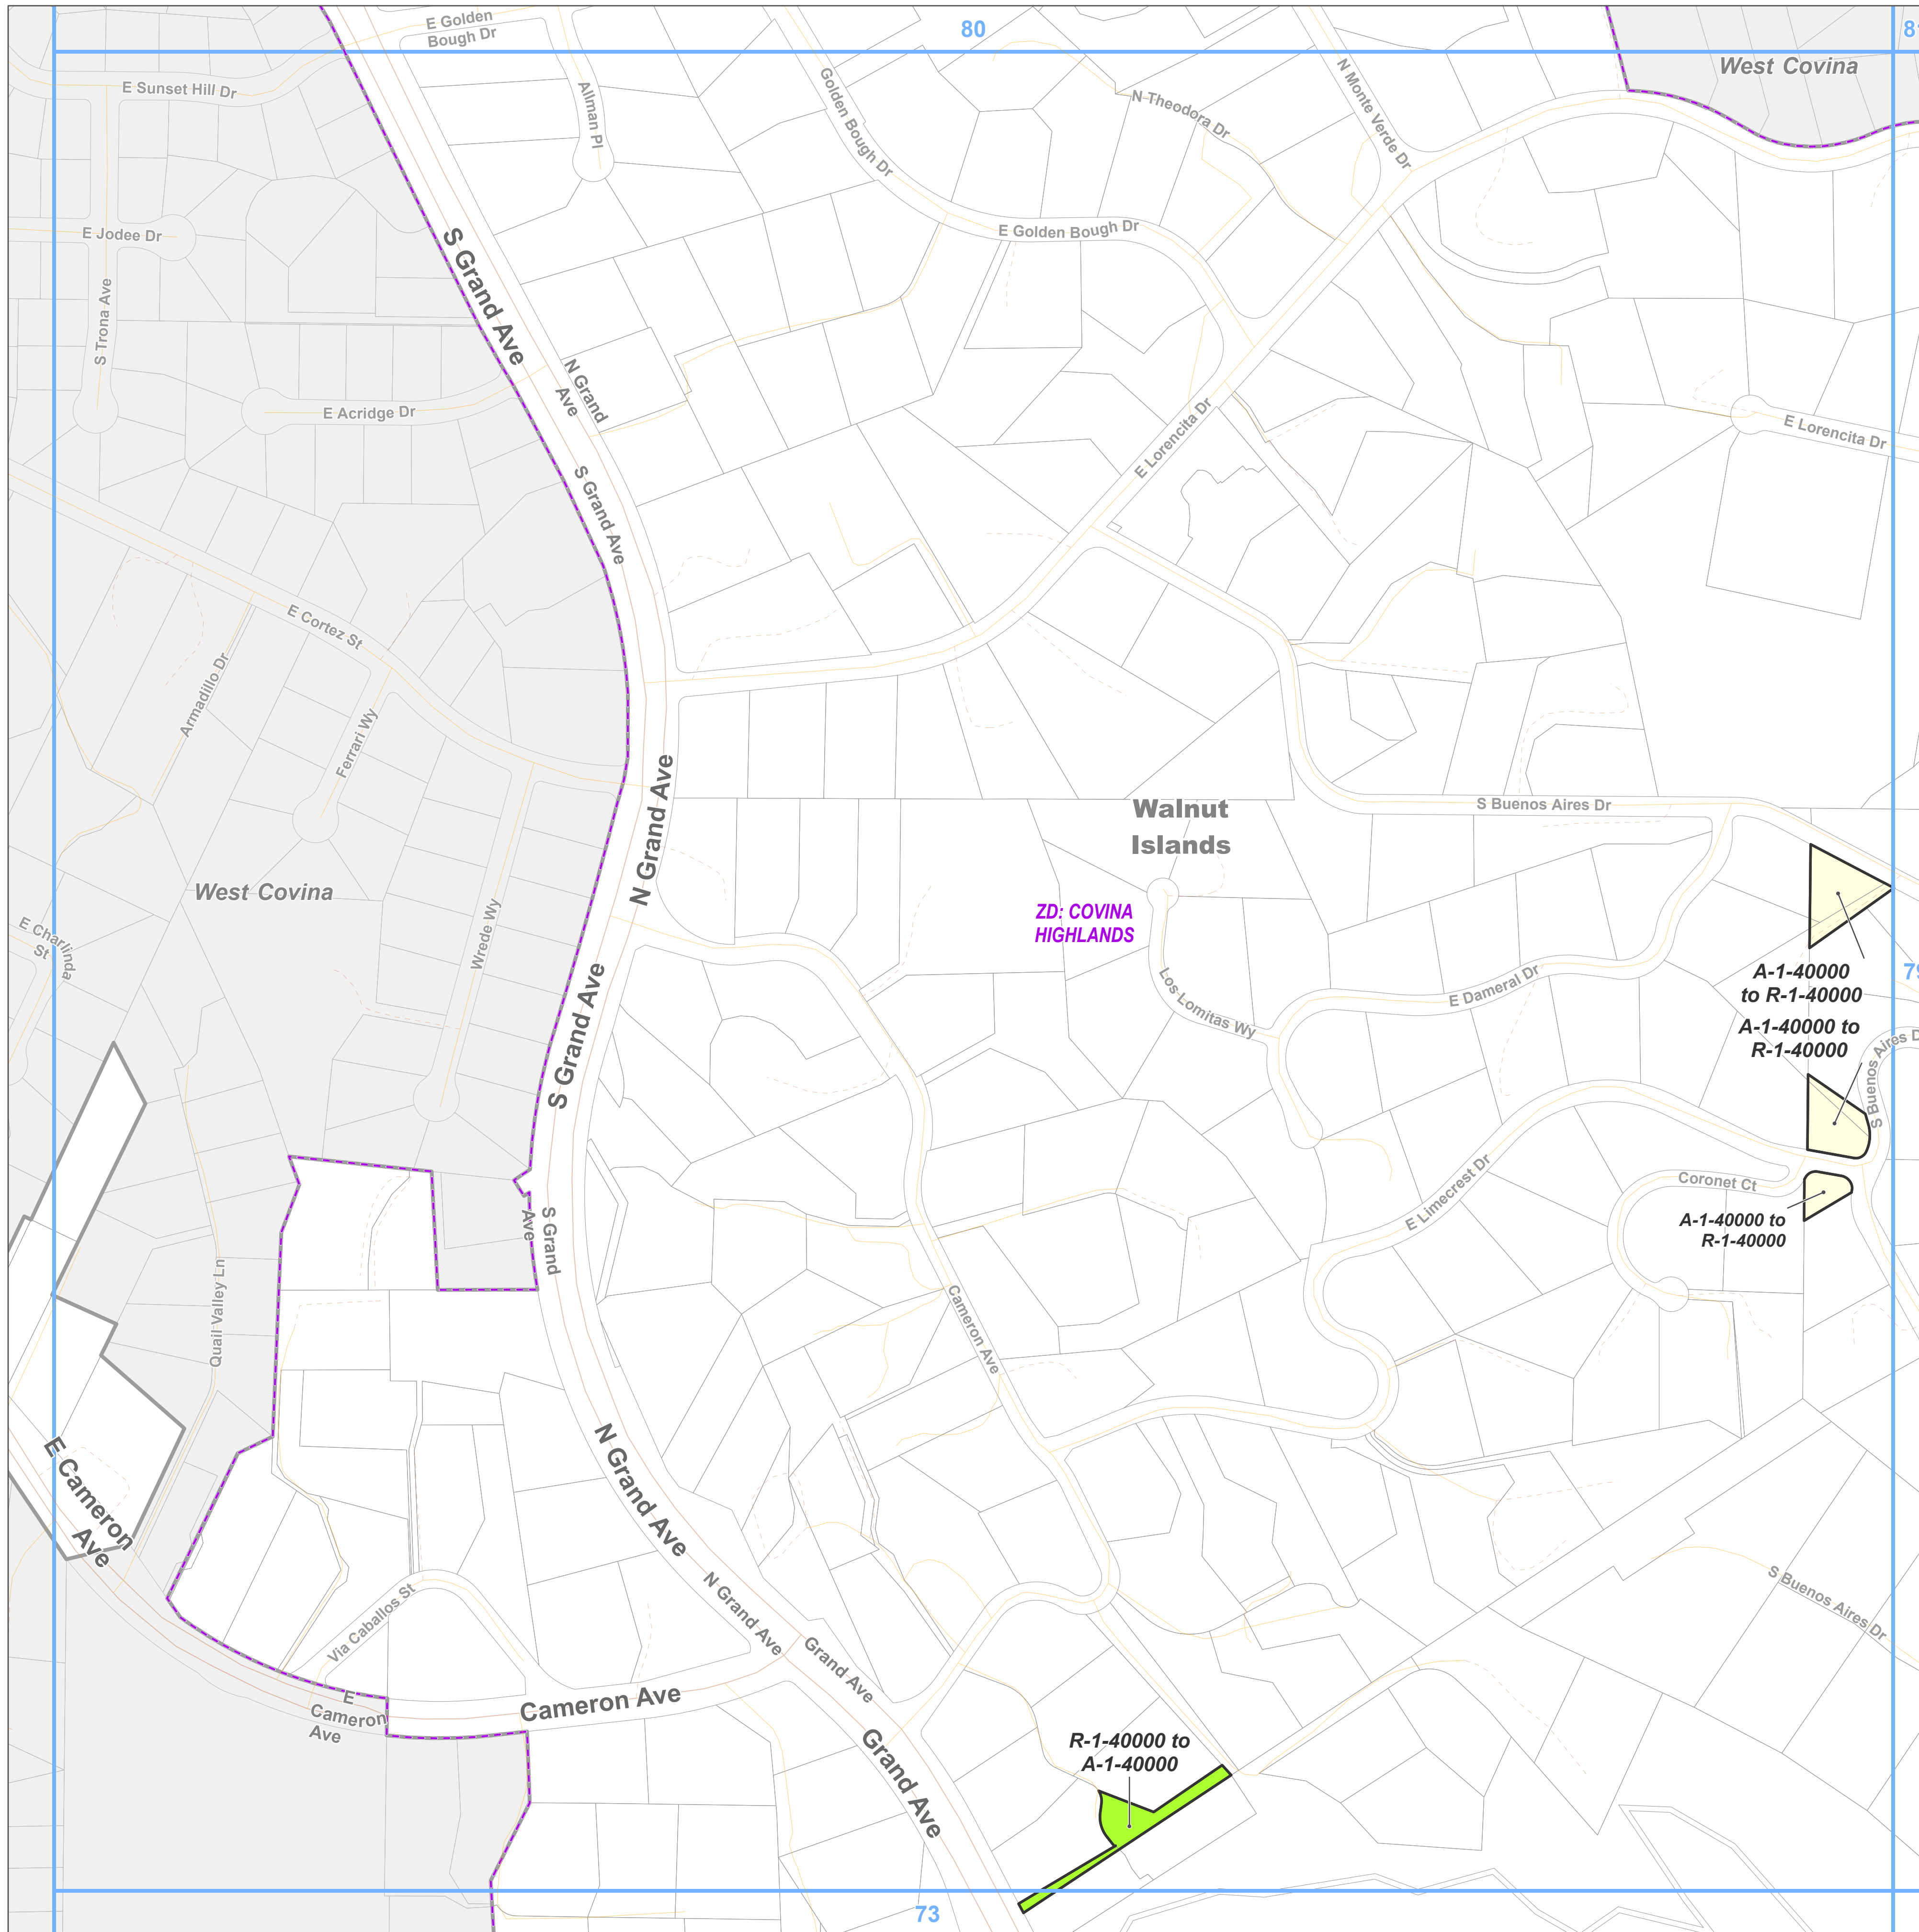 E Golden
Bough Dr
80
81
West Covina
E Sunset Hill Dr
Allman Pl
Golden Bough Dr
N Theodora Dr
N Monte Verde Dr
E Jodee Dr
E Golden Bough Dr
S Grand Ave
S Trona Ave
N Grand
Ave
E Acridge Dr
E Lorencita Dr
E Lorencita Dr
S Grand Ave
E Cortez St
Armadillo Dr
Ferrari Wy
N Grand Ave
Walnut
Islands
S Buenos Aires Dr
West Covina
Wrede Wy
E Charlinda
St
ZD: COVINA
HIGHLANDS
S Grand Ave
Los Lomitas Wy
E Dameral Dr
A-1-40000
to R-1-40000
79
A-1-40000 to
R-1-40000
S Buenos Aires D
E Limecrest Dr
Coronet Ct
A-1-40000 to
R-1-40000
S Grand
Ave
Quail Valley Ln
Cameron Ave
E Cameron
Ave
N Grand Ave
N Grand Ave
Via Caballos St
S Buenos Aires Dr
Grand Ave
E
Cameron
Ave
Cameron Ave
Grand Ave
R-1-40000 to
A-1-40000
73